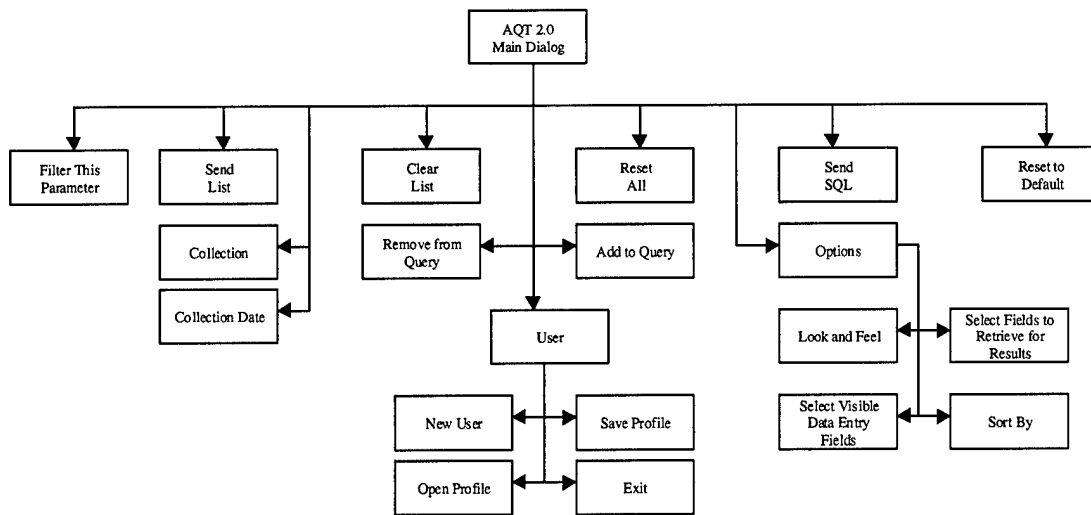 AQT 2.0
Main Dialog
Filter This
Parameter
Send
List
Clear
List
Reset
All
Send
SQL
Reset to
Default
Collection
Remove from
Query
Add to Query
Options
Collection Date
User
Look and Feel
Select Fields to
Retrieve for
Results
New User
Save Profile
Select Visible
Data Entry
Fields
Sort By
Open Profile
Exit